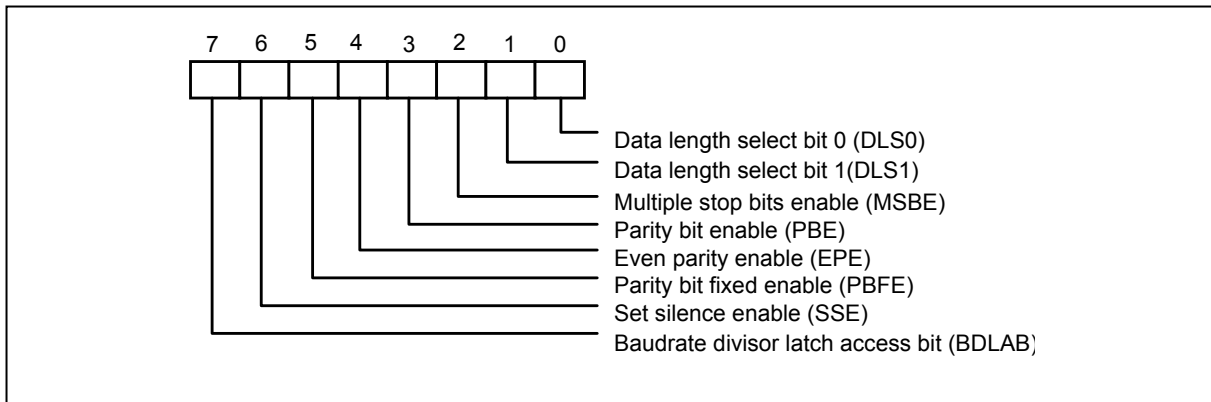 7 6 5 4 3 2 1 0
Data length select bit 0 (DLS0)
Data length select bit 1(DLS1)
Multiple stop bits enable (MSBE)
Parity bit enable (PBE)
Even parity enable (EPE)
Parity bit fixed enable (PBFE)
Set silence enable (SSE)
Baudrate divisor latch access bit (BDLAB)